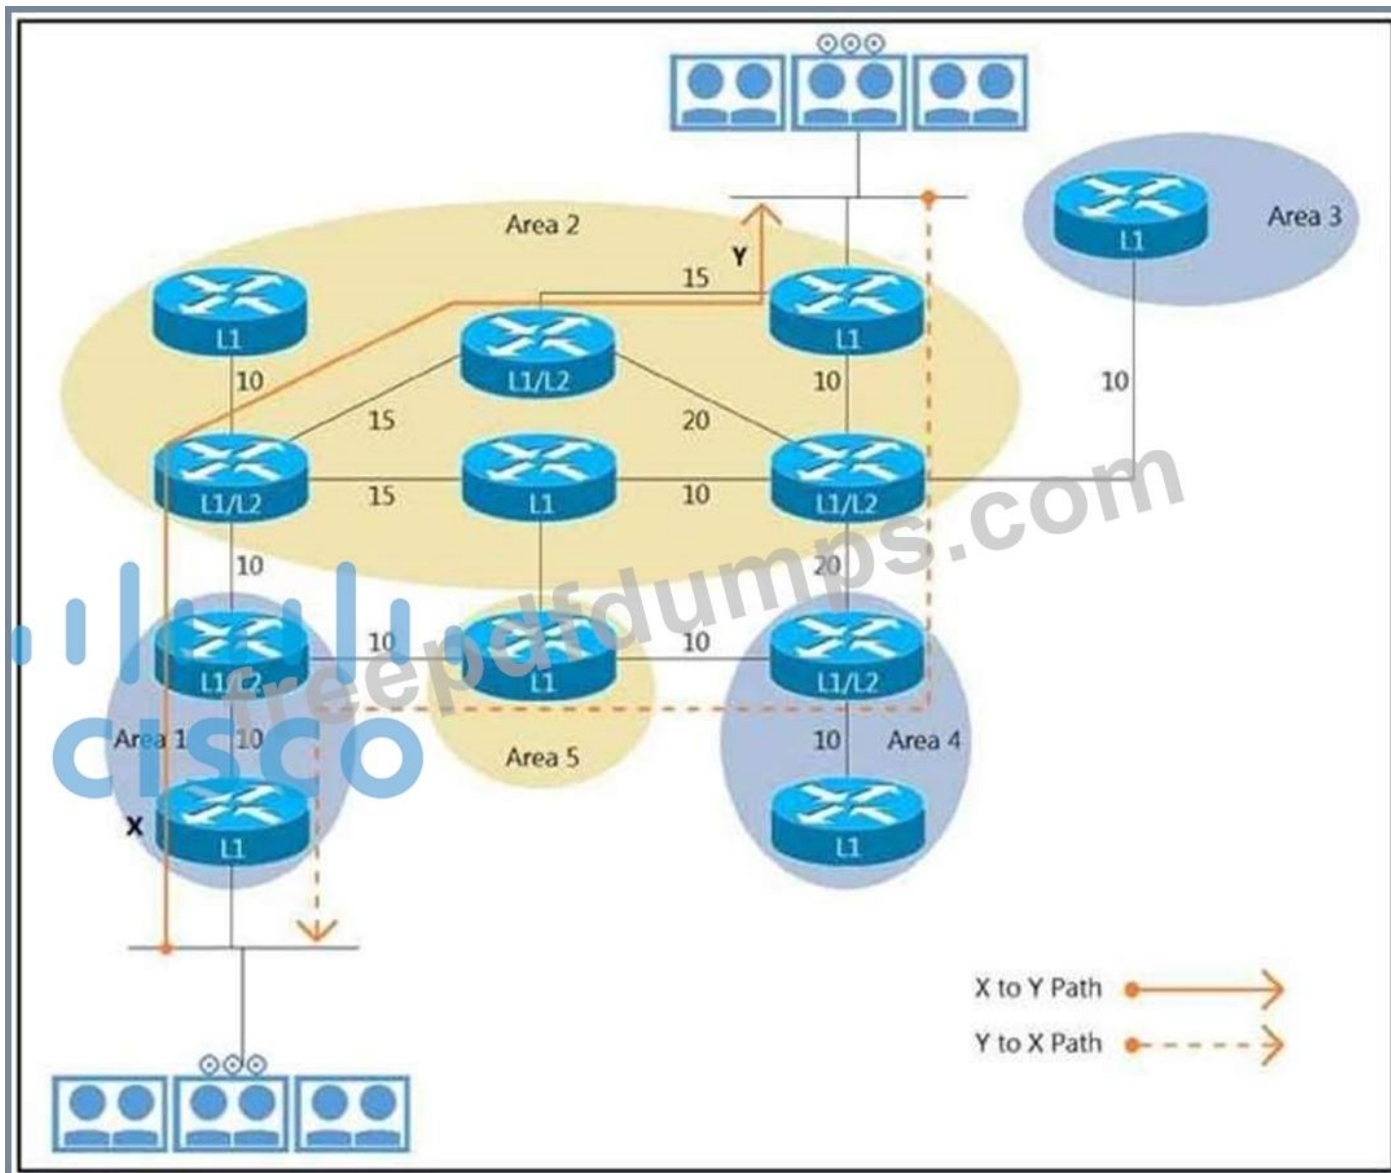 Area 2
Area 3
L1
15
Y
L1
L1
L1/L2
10
10
10
15
20
L1/L2
15
L1
10
L1/L2
10
20
freepdfdumps.com
L1/L2
10
L1
10
L1/L2
Area 1
10
Area 5
10
Area 4
CISCO
X
L1
L1
X to Y Path
Y to X Path